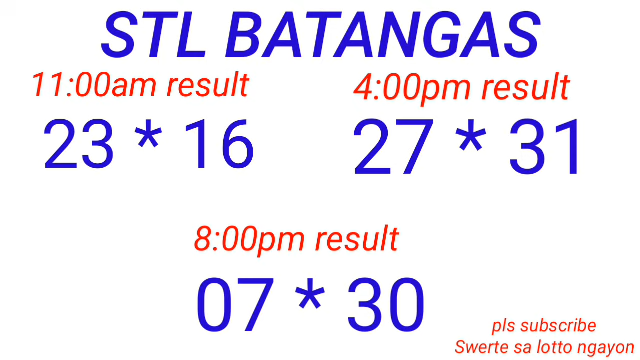 STL BATANGAS
11:00am result
23 * 16
4:00pm result
27 * 31
8:00pm result
07 * 30
pls subscribe
Swerte sa lotto ngayon